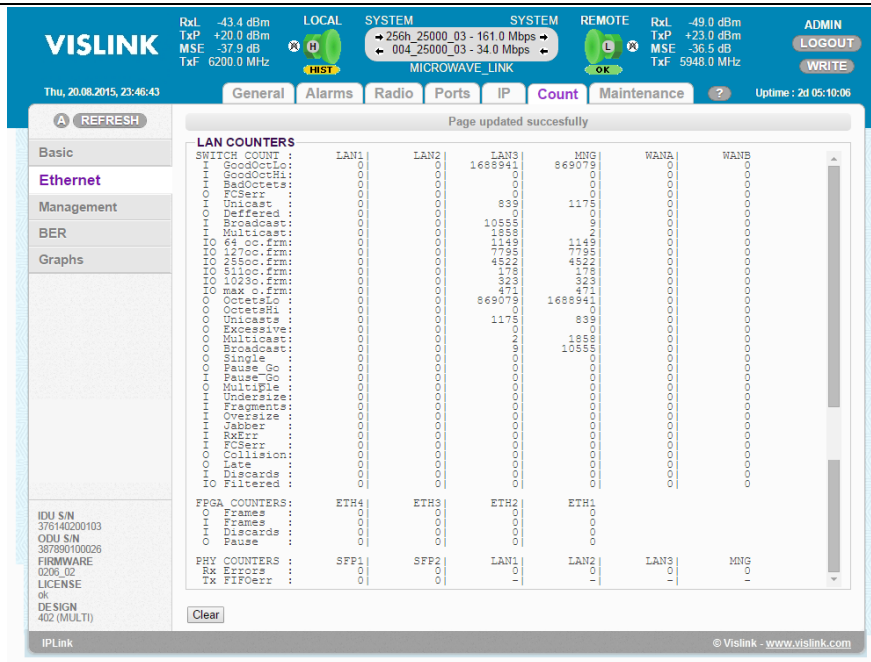 VISLINK
RxL -43.4 dBm
TxP +20.0 dBm
MSE -37.9 dB
TxF 6200.0 MHz
LOCAL
H
HIST
SYSTEM SYSTEM
256h_25000_03 - 161.0 Mbps
004_25000_03 - 34.0 Mbps
MICROWAVE_LINK
REMOTE
L
OK
RxL -49.0 dBm
TxP +23.0 dBm
MSE -36.5 dB
TxF 5948.0 MHz
ADMIN
LOGOUT
WRITE
Thu, 20.08.2015, 23:46:43
General Alarms Radio Ports IP Count Maintenance ?
Uptime : 2d 05:10:06
A REFRESH
Page updated succesfully
Basic
Ethernet
Management
BER
Graphs
LAN COUNTERS
SWITCH COUNT : LAN1| LAN2| LAN3| MNG| WANA| WANB
I GoodOctLo: 0| 0| 1688941| 869079| 0| 0
I GoodOctHi: 0| 0| 0| 0| 0| 0
I BadOctets: 0| 0| 0| 0| 0| 0
O FCSerr : 0| 0| 0| 0| 0| 0
I Unicast : 0| 0| 839| 1175| 0| 0
O Deffered : 0| 0| 0| 0| 0| 0
I Broadcast: 0| 0| 10555| 9| 0| 0
I Multicast: 0| 0| 1858| 2| 0| 0
IO 64 oc.frm: 0| 0| 1149| 1149| 0| 0
IO 127oc.frm: 0| 0| 7795| 7795| 0| 0
IO 255oc.frm: 0| 0| 4522| 4522| 0| 0
IO 511oc.frm: 0| 0| 178| 178| 0| 0
IO 1023o.frm: 0| 0| 323| 323| 0| 0
IO max o.frm: 0| 0| 471| 471| 0| 0
O OctetsLo : 0| 0| 869079| 1688941| 0| 0
O OctetsHi : 0| 0| 0| 0| 0| 0
O Unicasts : 0| 0| 1175| 839| 0| 0
O Excessive: 0| 0| 0| 0| 0| 0
O Multicast: 0| 0| 2| 1858| 0| 0
O Broadcast: 0| 0| 9| 10555| 0| 0
O Single : 0| 0| 0| 0| 0| 0
O Pause_Go : 0| 0| 0| 0| 0| 0
I Pause_Go : 0| 0| 0| 0| 0| 0
O Multiple : 0| 0| 0| 0| 0| 0
I Undersize: 0| 0| 0| 0| 0| 0
I Fragments: 0| 0| 0| 0| 0| 0
I Oversize : 0| 0| 0| 0| 0| 0
I Jabber : 0| 0| 0| 0| 0| 0
I RxErr : 0| 0| 0| 0| 0| 0
I FCSerr : 0| 0| 0| 0| 0| 0
O Collision: 0| 0| 0| 0| 0| 0
O Late : 0| 0| 0| 0| 0| 0
I Discards : 0| 0| 0| 0| 0| 0
IO Filtered : 0| 0| 0| 0| 0| 0
FPGA COUNTERS: ETH4| ETH3| ETH2| ETH1
O Frames : 0| 0| 0| 0
I Frames : 0| 0| 0| 0
I Discards : 0| 0| 0| 0
O Pause : 0| 0| 0| 0
PHY COUNTERS : SFP1| SFP2| LAN1| LAN2| LAN3| MNG
Rx Errors : 0| 0| 0| 0| 0| 0
Tx FIFOerr : 0| 0| -| -| -| -
Clear
IDU S/N
376140200103
ODU S/N
387890100026
FIRMWARE
0206_02
LICENSE
ok
DESIGN
402 (MULTI)
IPLink
© Vislink - www.vislink.com